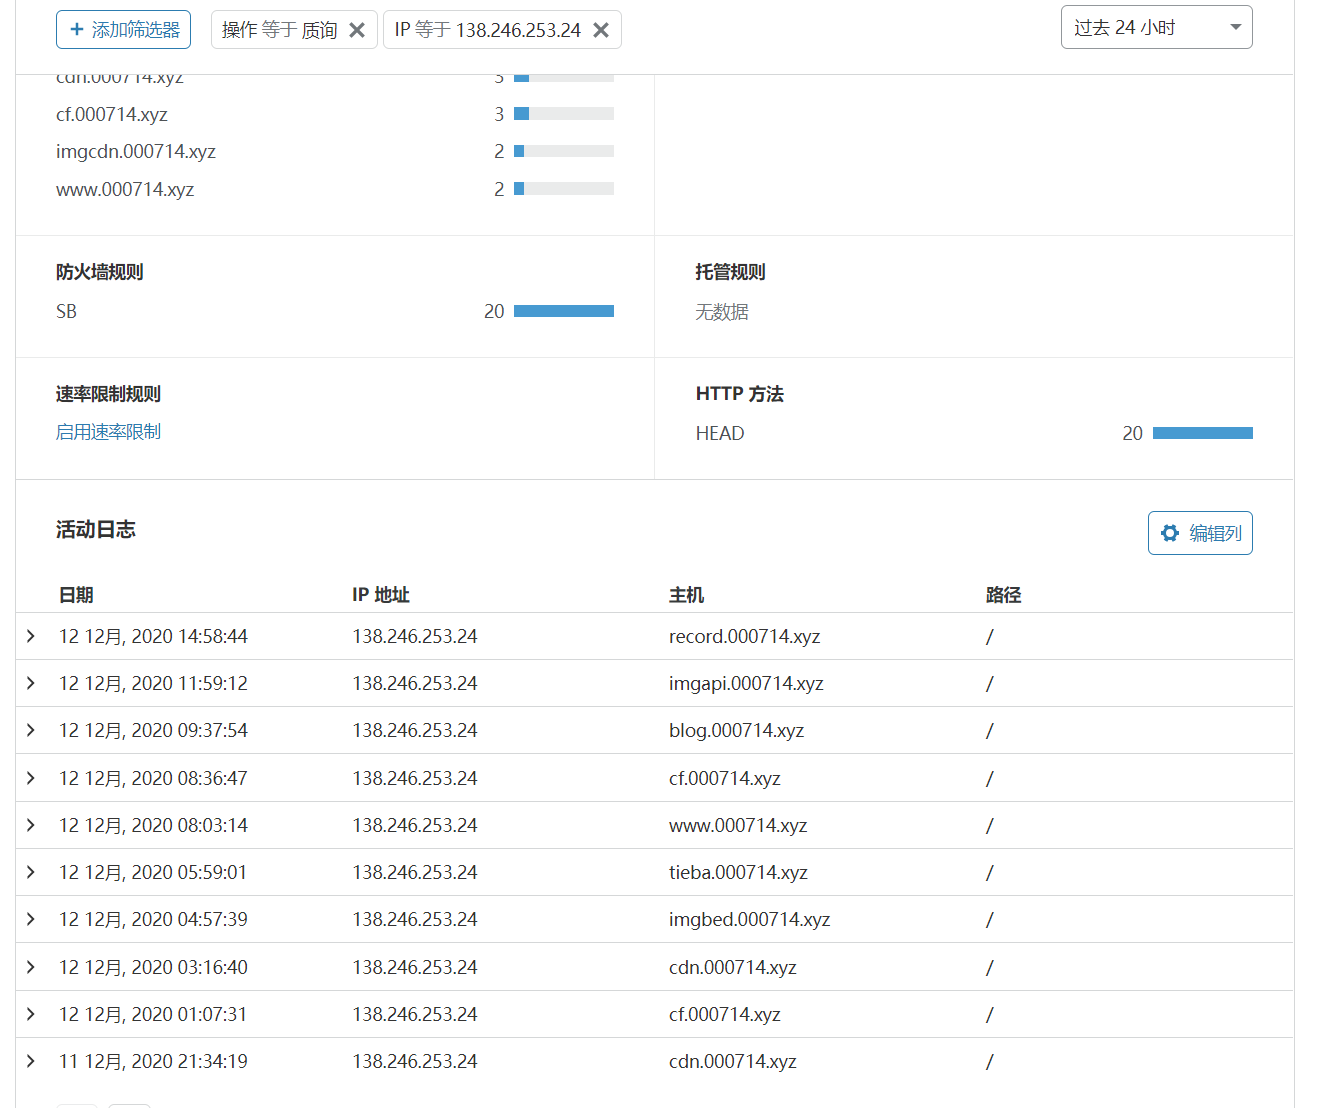 + 添加筛选器 操作 等于 质询 × IP 等于 138.246.253.24 × 过去 24 小时
cdn.000714.xyz 3
cf.000714.xyz 3
imgcdn.000714.xyz 2
www.000714.xyz 2
防火墙规则 托管规则
SB 20 无数据
速率限制规则 HTTP 方法
启用速率限制 HEAD 20
活动日志 编辑列
日期 IP 地址 主机 路径
12 12月, 2020 14:58:44 138.246.253.24 record.000714.xyz /
12 12月, 2020 11:59:12 138.246.253.24 imgapi.000714.xyz /
12 12月, 2020 09:37:54 138.246.253.24 blog.000714.xyz /
12 12月, 2020 08:36:47 138.246.253.24 cf.000714.xyz /
12 12月, 2020 08:03:14 138.246.253.24 www.000714.xyz /
12 12月, 2020 05:59:01 138.246.253.24 tieba.000714.xyz /
12 12月, 2020 04:57:39 138.246.253.24 imgbed.000714.xyz /
12 12月, 2020 03:16:40 138.246.253.24 cdn.000714.xyz /
12 12月, 2020 01:07:31 138.246.253.24 cf.000714.xyz /
11 12月, 2020 21:34:19 138.246.253.24 cdn.000714.xyz /